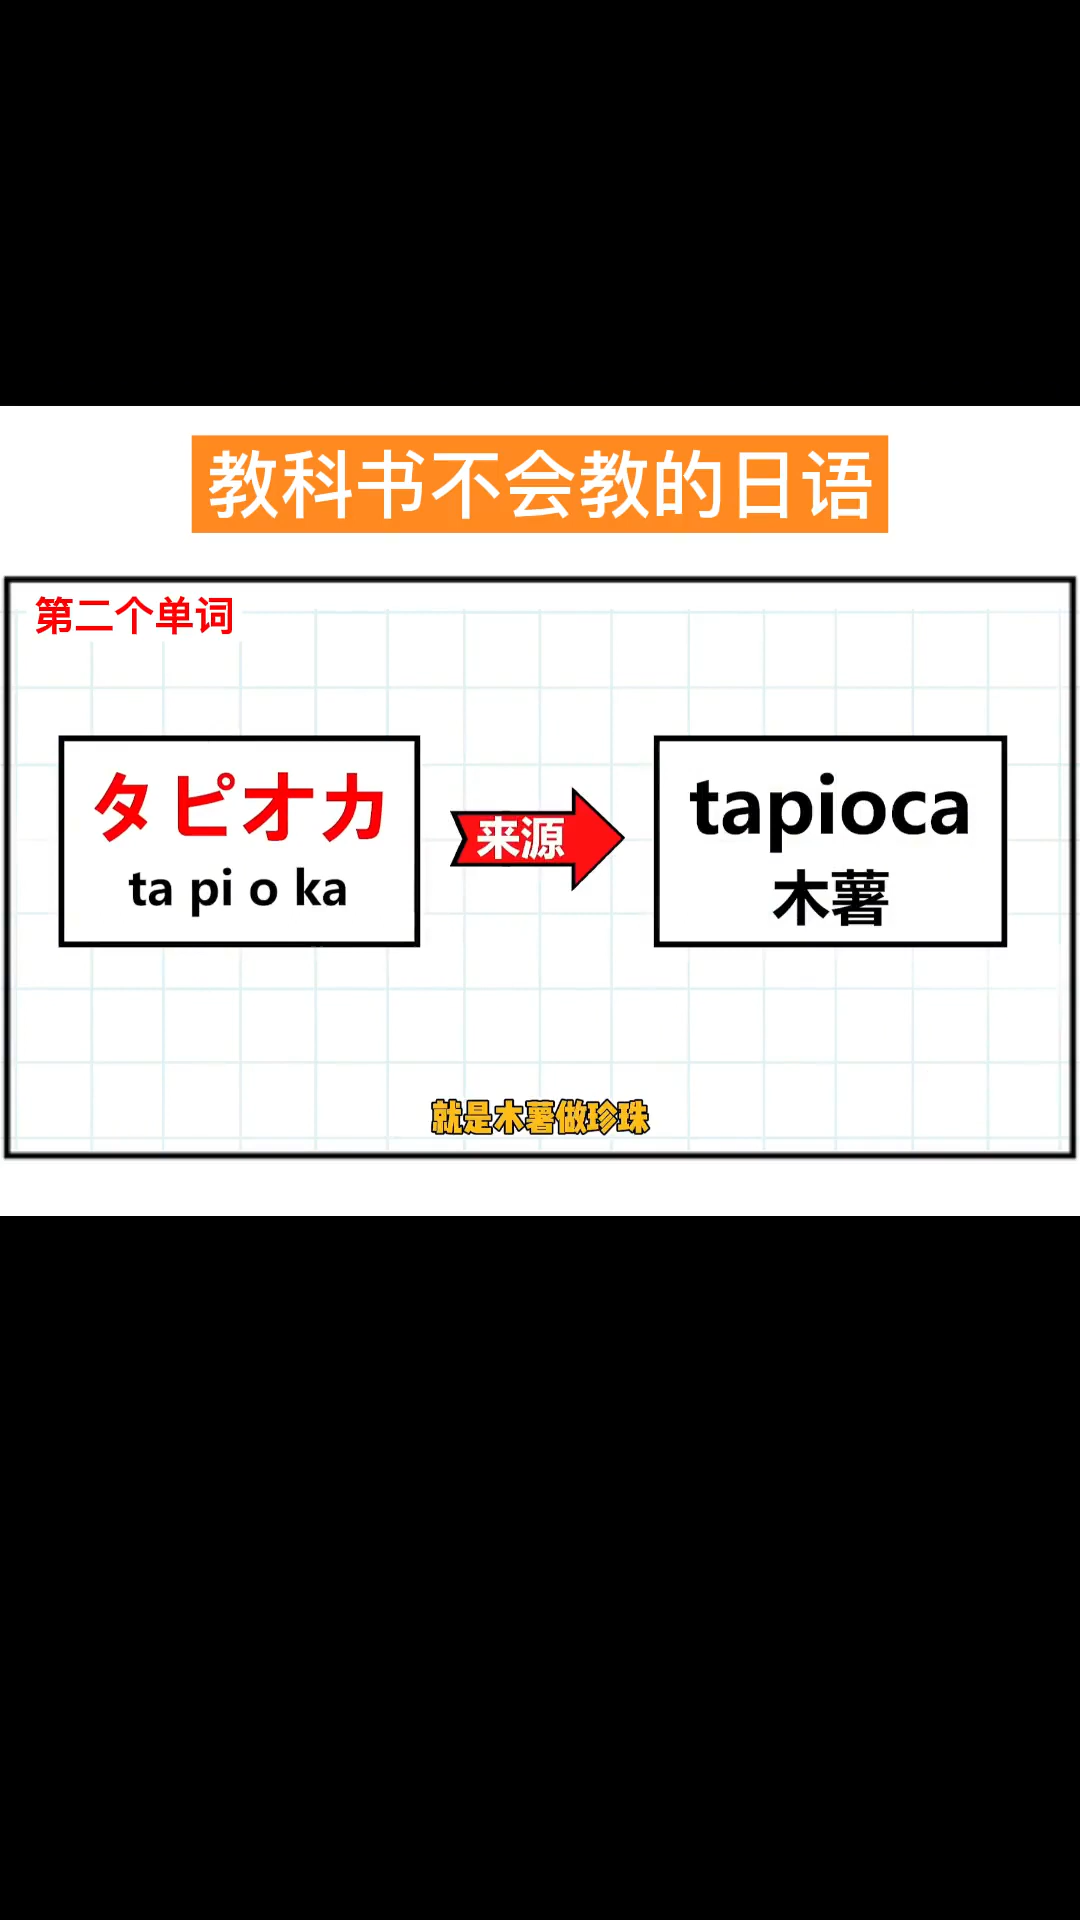 教科书不会教的日语
第二个单词
タピオカ
ta pi o ka
来源
tapioca
木薯
就是木薯做珍珠